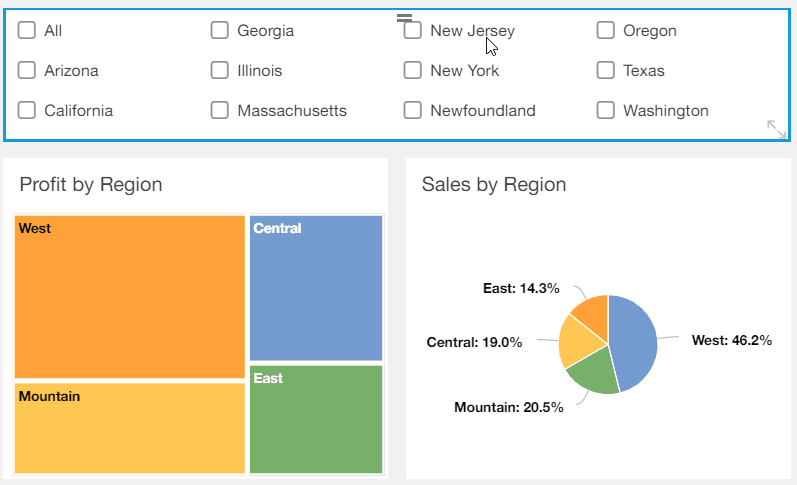 All Georgia New Jersey Oregon
Arizona Illinois New York Texas
California Massachusetts Newfoundland Washington
Profit by Region
West
Central
Mountain
East
Sales by Region
East: 14.3%
Central: 19.0%
West: 46.2%
Mountain: 20.5%